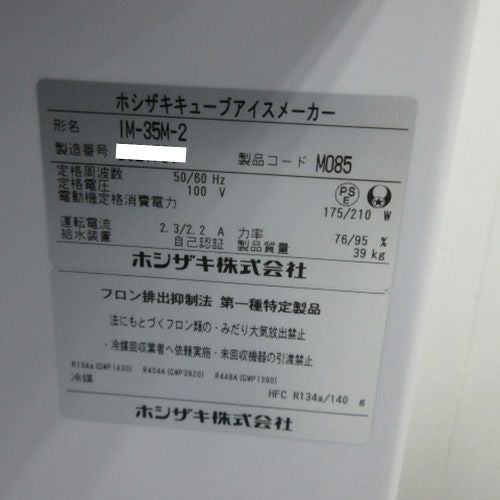 ホシザキキューブアイスメーカー
形名 IM-35M-2
製造番号
製品コード M085
定格周波数 50/60 Hz
定格電圧 100 V
電動機定格消費電力 175/210 W
PS
E
運転電流 2.3/2.2 A 力率 76/95 %
給水装置 自己認証 製品質量 39 kg
ホシザキ株式会社
フロン排出抑制法 第一種特定製品
法にもとづくフロン類の・みだり大気放出禁止
・冷媒回収業者へ依頼実施・未回収機器の引渡禁止
R134a(GWP1430) R404A(GWP3920) R448A(GWP1390)
冷媒 HFC R134a/140 g
ホシザキ株式会社